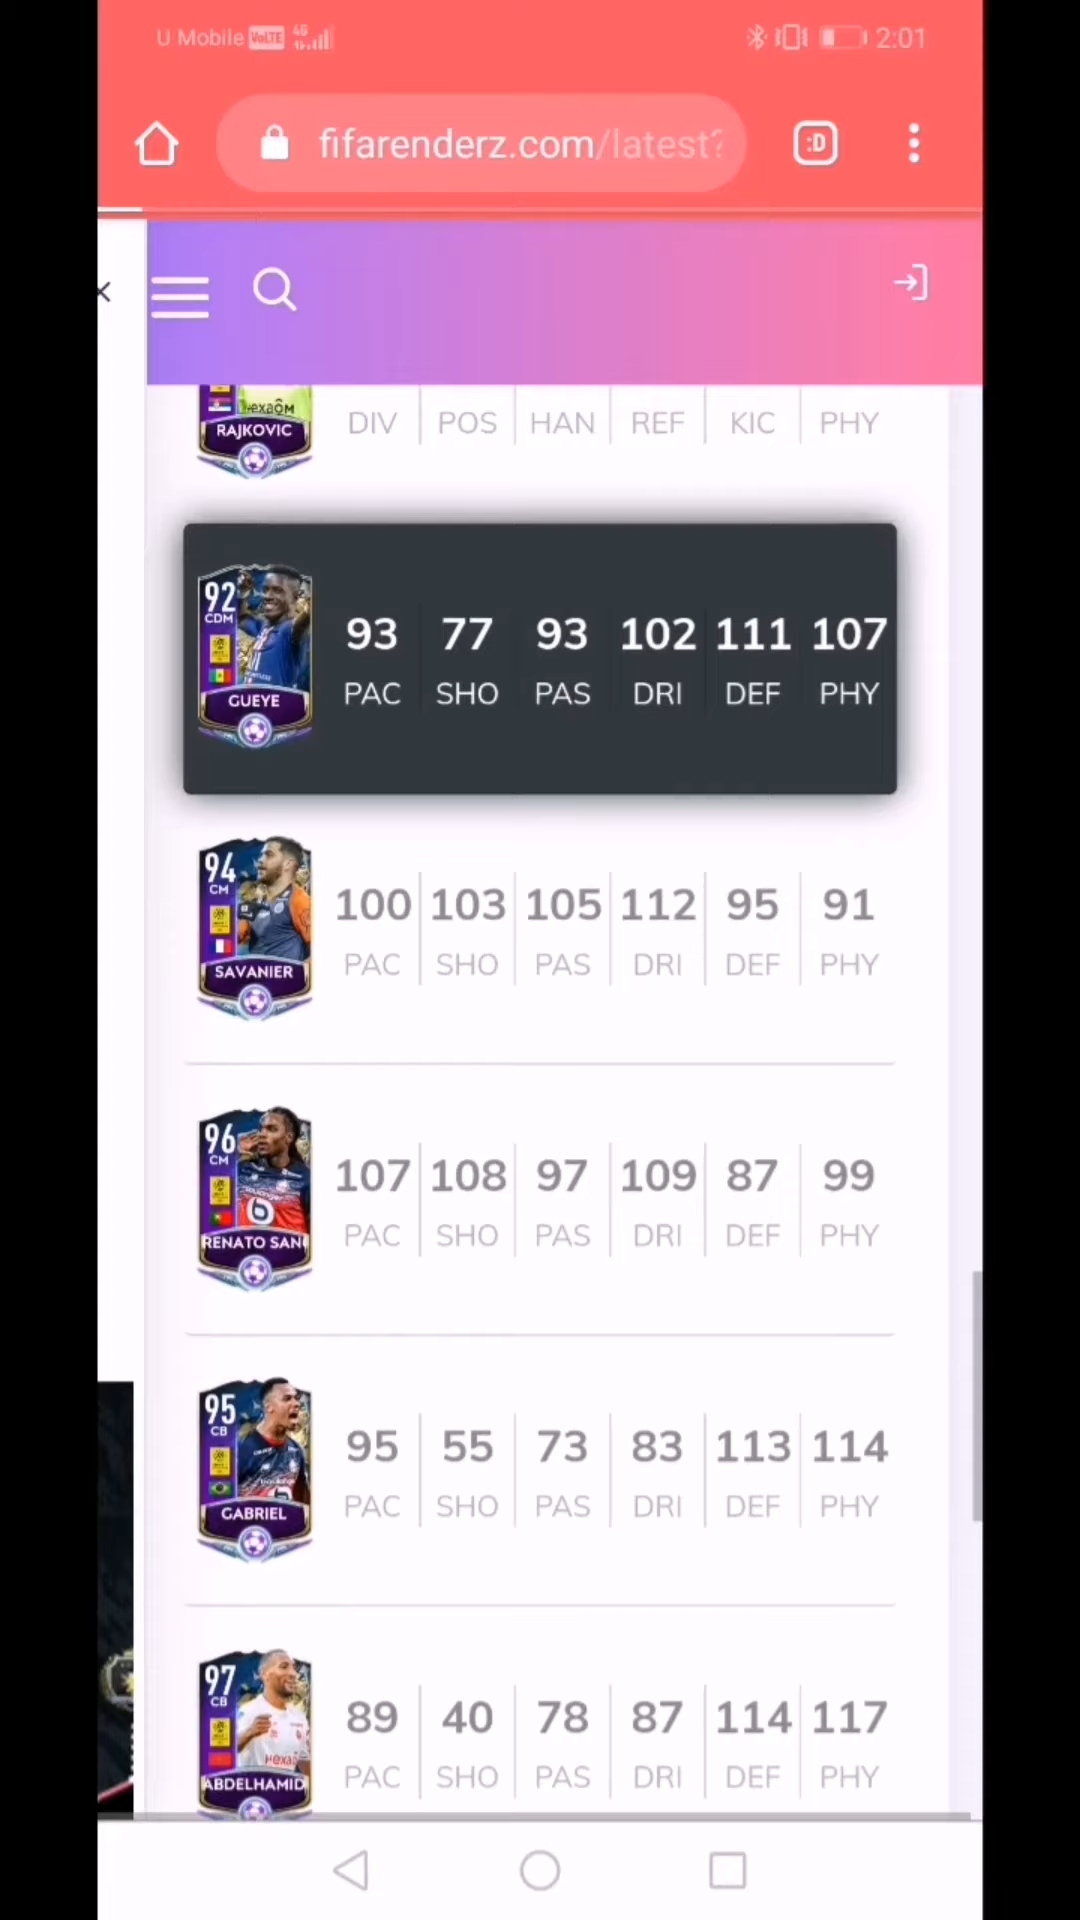 U Mobile VoLTE 4G 2:01
fifarenderz.com/latest?
:D
HexaÔM
RAJKOVIC
DIV POS HAN REF KIC PHY
92
CDM
GUEYE
93 77 93 102 111 107
PAC SHO PAS DRI DEF PHY
94
CM
SAVANIER
100 103 105 112 95 91
PAC SHO PAS DRI DEF PHY
96
CM
RENATO SAN
107 108 97 109 87 99
PAC SHO PAS DRI DEF PHY
95
CB
GABRIEL
95 55 73 83 113 114
PAC SHO PAS DRI DEF PHY
97
CB
Hexa
ABDELHAMID
89 40 78 87 114 117
PAC SHO PAS DRI DEF PHY